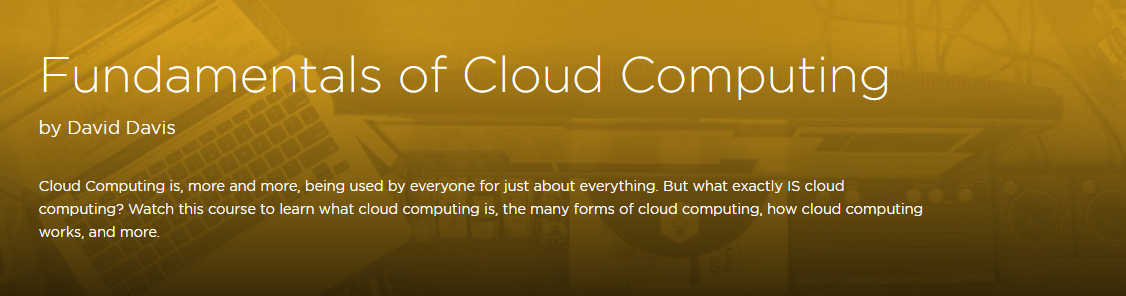 Fundamentals of Cloud Computing
by David Davis
Cloud Computing is, more and more, being used by everyone for just about everything. But what exactly IS cloud
computing? Watch this course to learn what cloud computing is, the many forms of cloud computing, how cloud computing
works, and more.